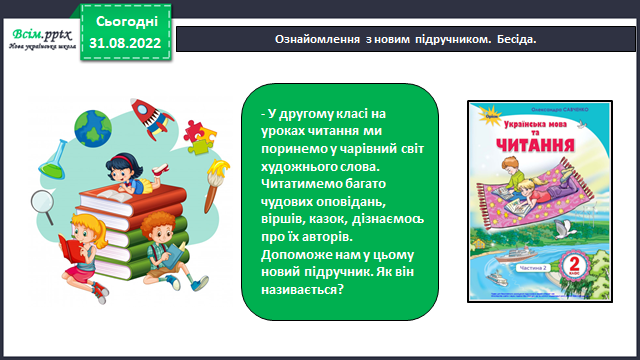 Всім.pptx
Нова українська школа
Сьогодні
31.08.2022
Ознайомлення з новим підручником. Бесіда.
- У другому класі на
уроках читання ми
поринемо у чарівний світ
художнього слова.
Читатимемо багато
чудових оповідань,
віршів, казок, дізнаємось
про їх авторів.
Допоможе нам у цьому
новий підручник. Як він
називається?
Олександра САВЧЕНКО
Українська мова
та
ЧИТАННЯ
Частина 2
2
клас